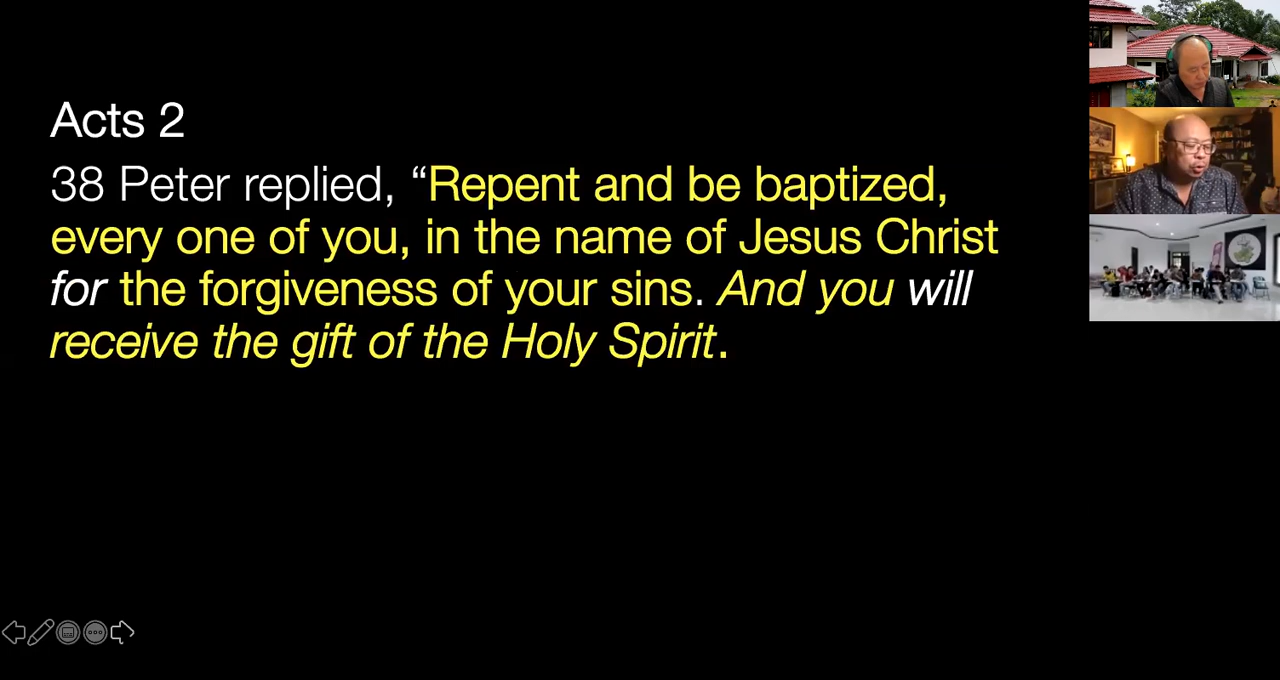 Acts 2
38 Peter replied, “Repent and be baptized,
every one of you, in the name of Jesus Christ
for the forgiveness of your sins. And you will
receive the gift of the Holy Spirit.